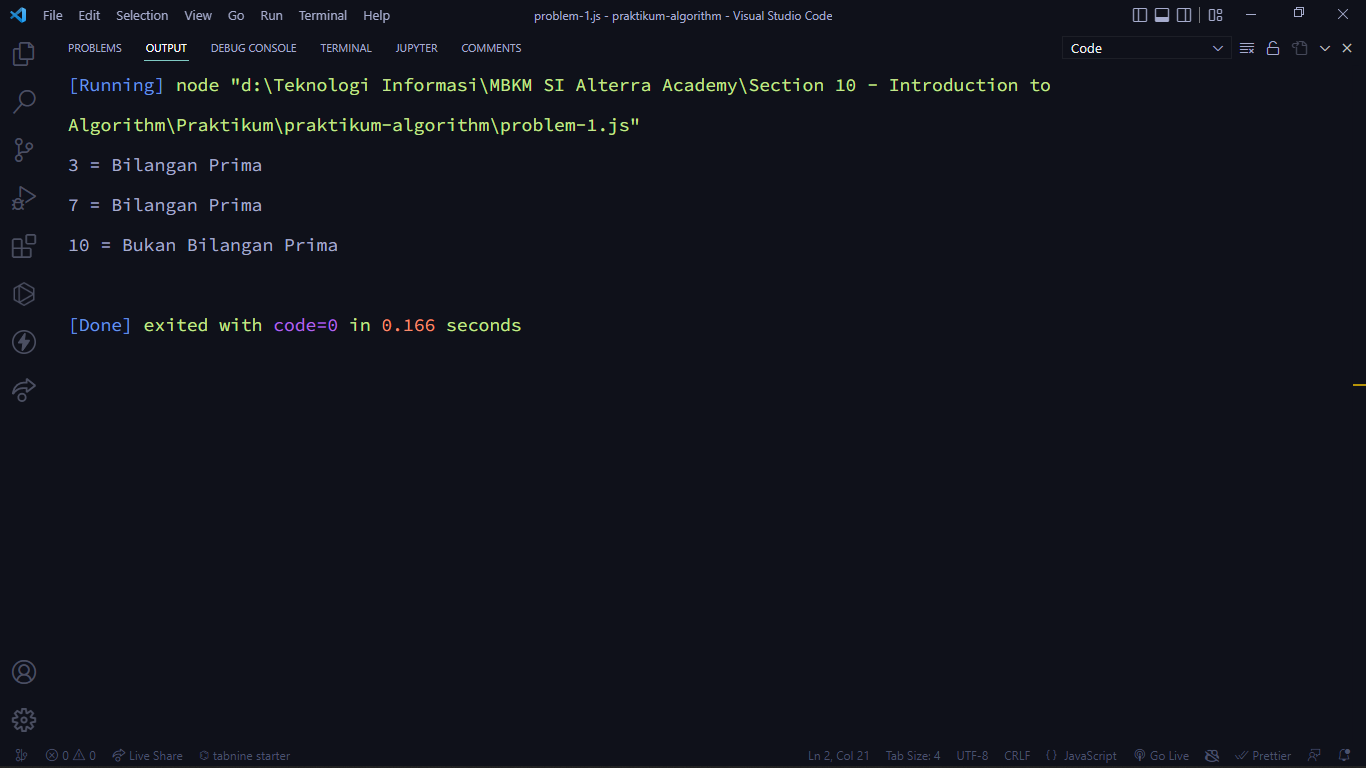 File Edit Selection View Go Run Terminal Help problem-1.js - praktikum-algorithm - Visual Studio Code
PROBLEMS OUTPUT DEBUG CONSOLE TERMINAL JUPYTER COMMENTS Code
[Running] node "d:\Teknologi Informasi\MBKM SI Alterra Academy\Section 10 - Introduction to
Algorithm\Praktikum\praktikum-algorithm\problem-1.js"
3 = Bilangan Prima
7 = Bilangan Prima
10 = Bukan Bilangan Prima
[Done] exited with code=0 in 0.166 seconds
0 0 Live Share tabnine starter Ln 2, Col 21 Tab Size: 4 UTF-8 CRLF {} JavaScript Go Live Prettier